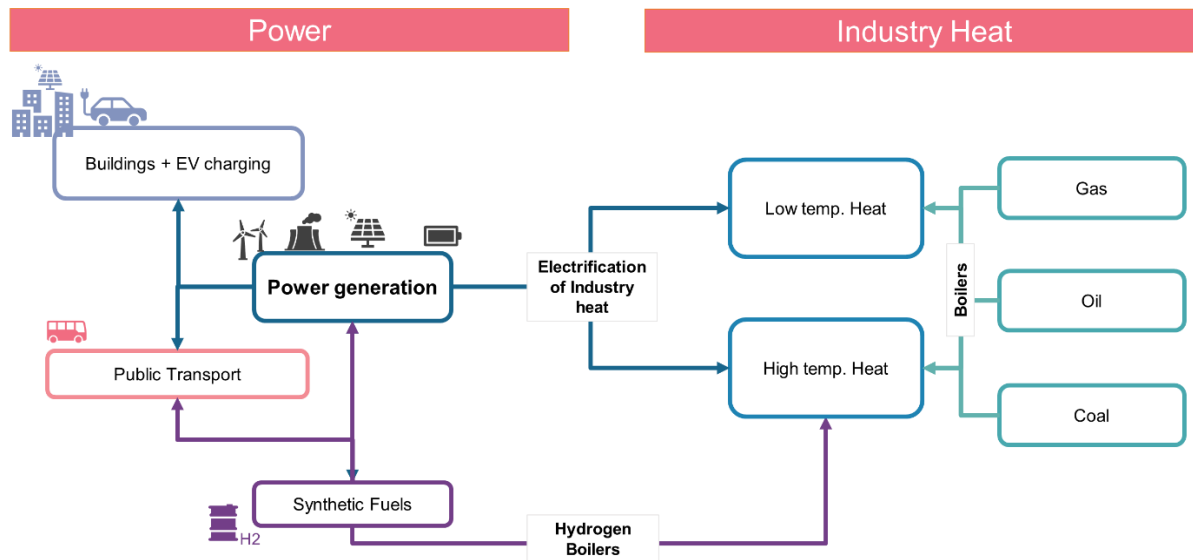 Power
Industry Heat
Buildings + EV charging
Power generation
Public Transport
Synthetic Fuels
H2
Electrification
of Industry
heat
Hydrogen
Boilers
Low temp. Heat
High temp. Heat
Boilers
Gas
Oil
Coal